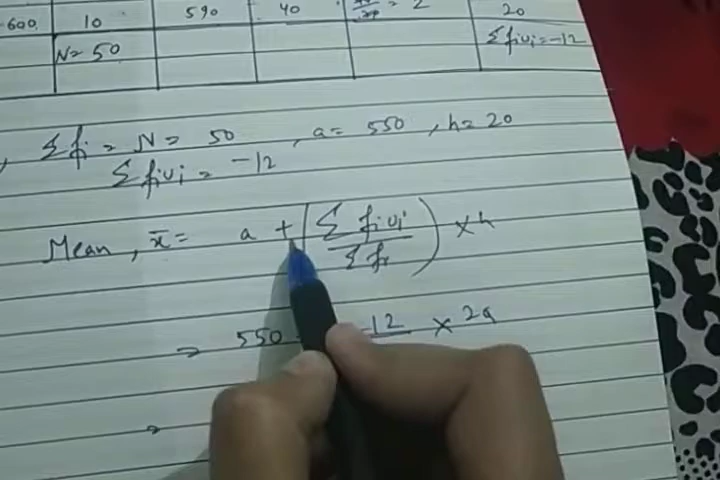 600 10 590 40 = 2 20
N = 50 Σfiui = -12
, Σfi = N = 50 , a = 550 , h = 20
Σfiui = -12
Mean , x̄ = a + (Σfiui / Σfi) × h
⇒ 550 -12 × 20